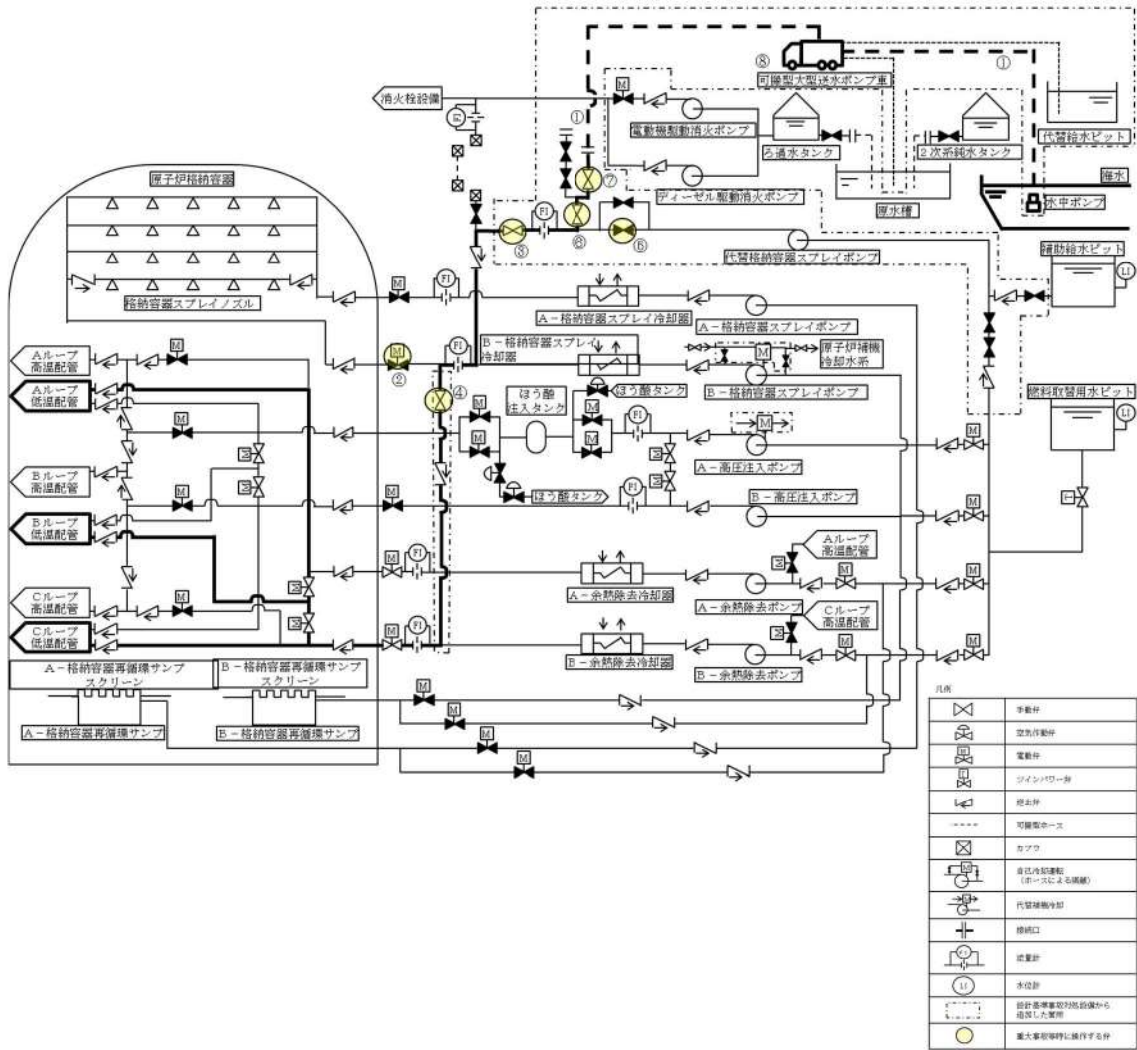 ⑧
①
可搬型大型送水ポンプ車
消火栓設備
FI
M
①
電動機駆動消火ポンプ
ろ過水タンク
2次系純水タンク
代替給水ピット
海水
原子炉格納容器
⑦
ディーゼル駆動消火ポンプ
原水槽
水中ポンプ
FI
⑥
⑥
代替格納容器スプレイポンプ
補助給水ピット
LI
格納容器スプレイノズル
M
FI
A-格納容器スプレイ冷却器
A-格納容器スプレイポンプ
B-格納容器スプレイ
冷却器
M
②
FI
M
原子炉補機
冷却水系
B-格納容器スプレイポンプ
Aループ
高温配管
M
Aループ
低温配管
④
ほう酸
注入タンク
ほう酸タンク
燃料取替用水ピット
LI
M
M
M
M
M
FI
M
M
A-高圧注入ポンプ
Bループ
高温配管
M
M
M
ほう酸タンク
FI
M
B-高圧注入ポンプ
M
Bループ
低温配管
Aループ
高温配管
M
FI
M
M
M
A-余熱除去冷却器
A-余熱除去ポンプ
Cループ
高温配管
M
M
Cループ
高温配管
Cループ
低温配管
M
M
FI
M
M
M
B-余熱除去冷却器
B-余熱除去ポンプ
A-格納容器再循環サンプ
スクリーン
B-格納容器再循環サンプ
スクリーン
A-格納容器再循環サンプ
B-格納容器再循環サンプ
M
M
M
M
凡例
手動弁
空気作動弁
M
電動弁
ツインパワー弁
逆止弁
可搬型ホース
カプラ
M
自己冷却運転
（ホースによる隔離）
代替補機冷却
接続口
FI
流量計
LI
水位計
設計基準事故対処設備から
追加した箇所
重大事故等時に操作する弁